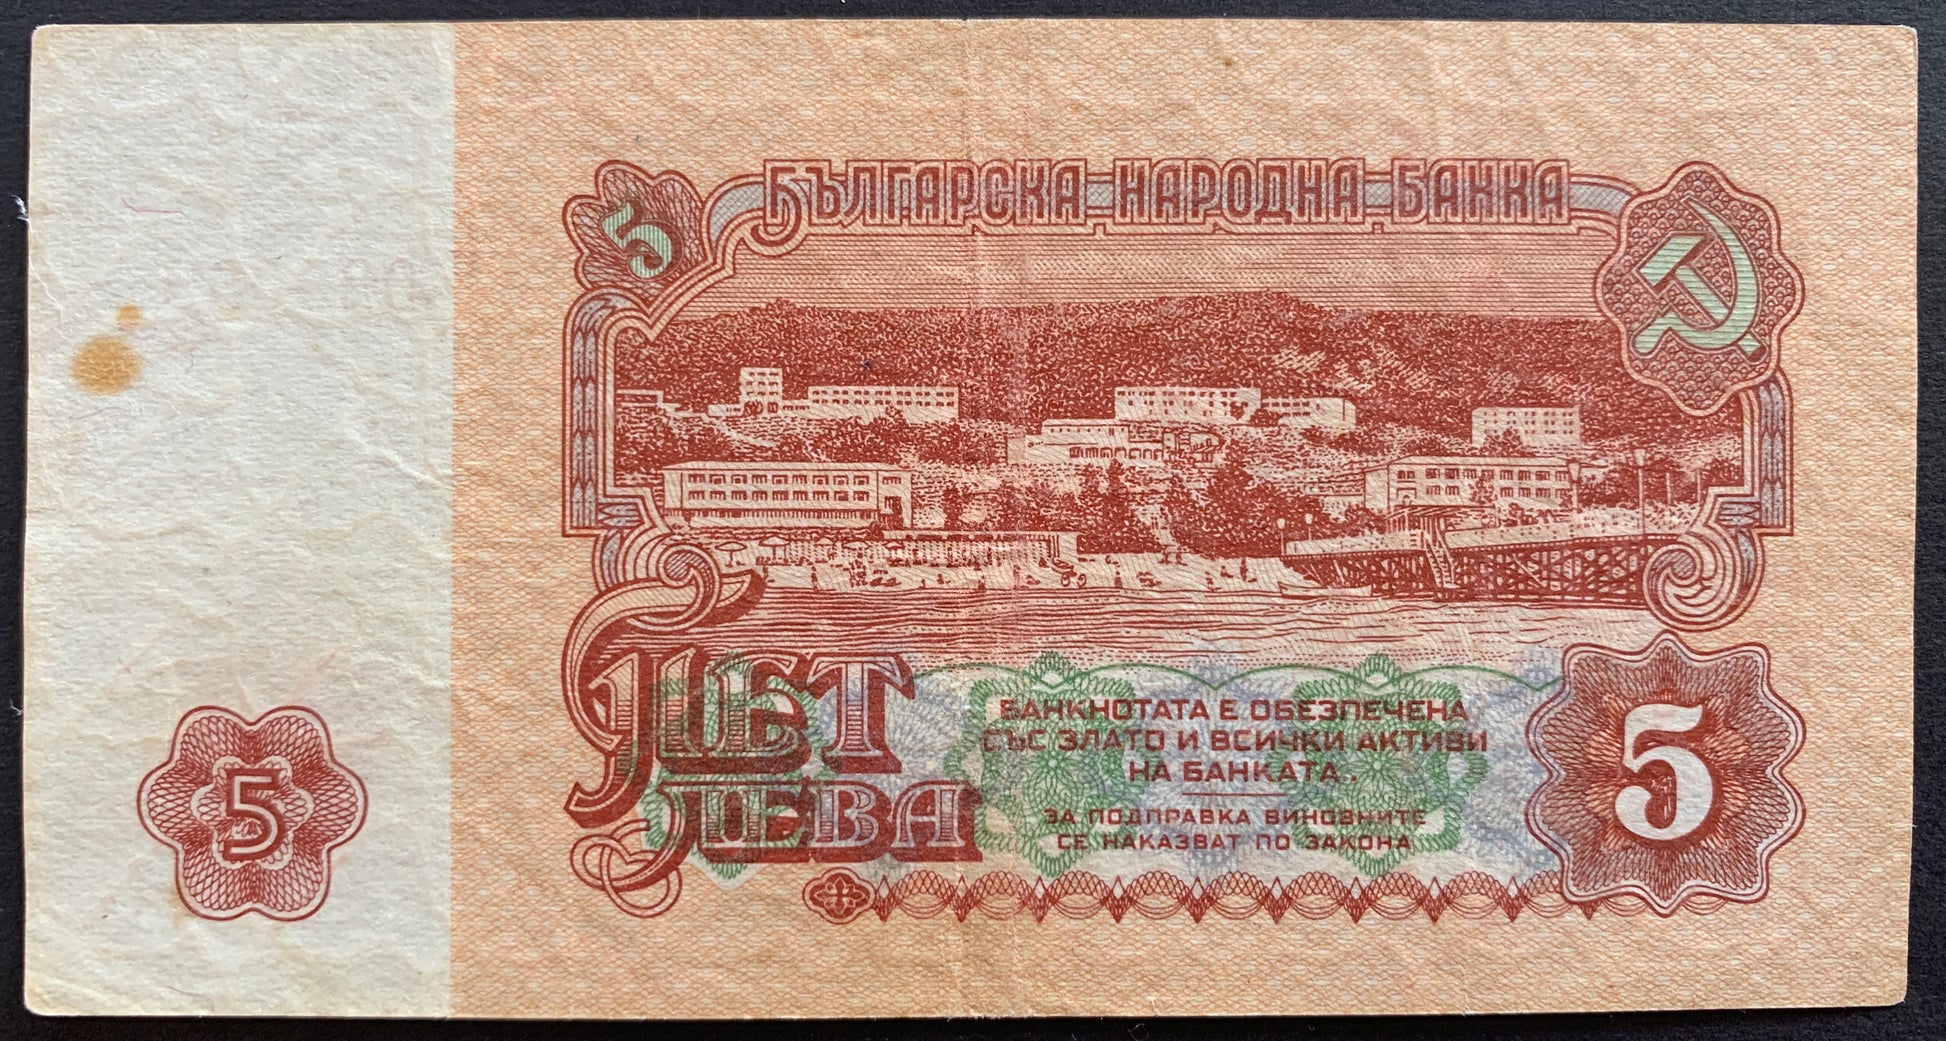 БЪЛГАРСКА НАРОДНА БАНКА
5
ПЕТ
ЛЕВА
БАНКНОТАТА Е ОБЕЗПЕЧЕНА
СЪС ЗЛАТО И ВСИЧКИ АКТИВИ
НА БАНКАТА.
ЗА ПОДПРАВКА ВИНОВНИТЕ
СЕ НАКАЗВАТ ПО ЗАКОНА
5
5